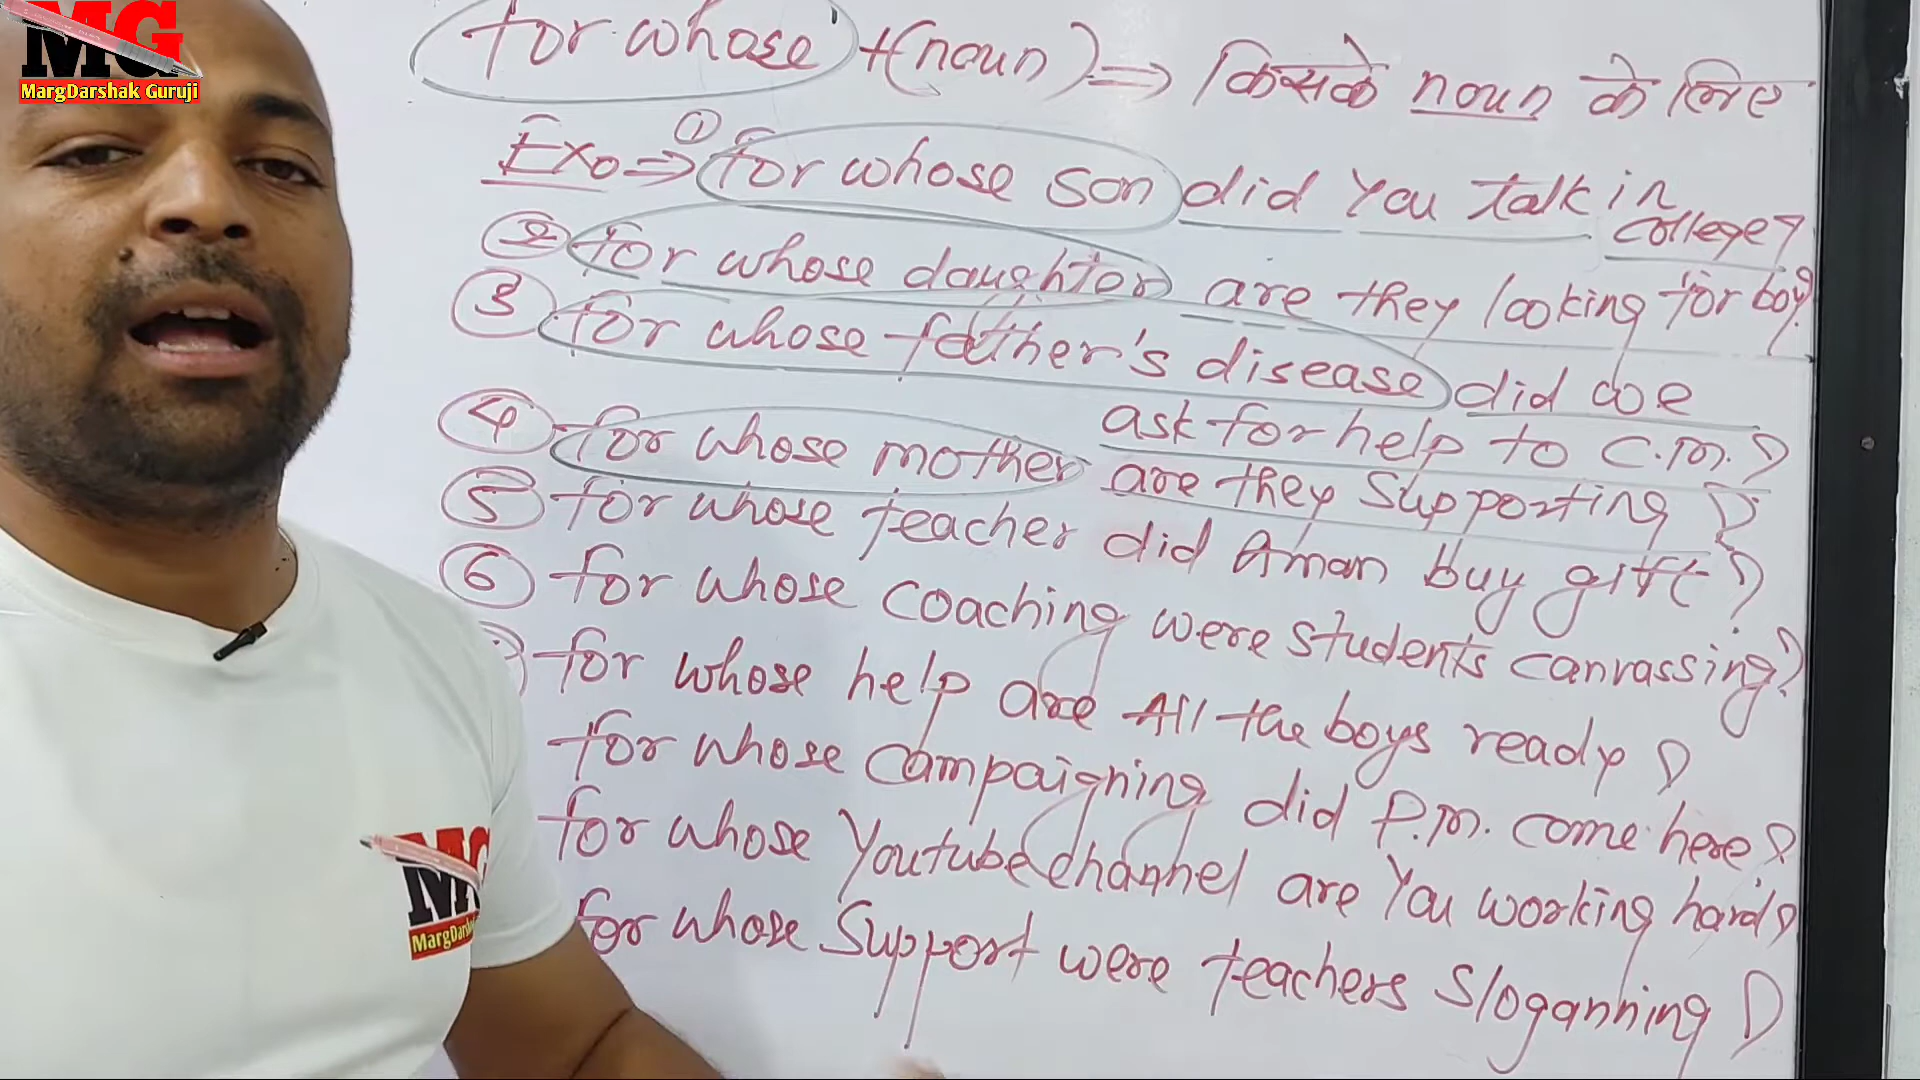 MG
MargDarshak Guruji
for whose + (noun) ⇒ किसके noun के लिए
Ex० ⇒ ① for whose son did You talk in college?
② for whose daughter are they looking for boy?
③ for whose father's disease did we
ask for help to C.M.?
④ for whose mother are they supporting?
⑤ for whose teacher did Aman buy gift?
⑥ for whose coaching were students canvassing?
for whose help are All the boys ready?
for whose campaigning did P.M. come here?
for whose Youtube channel are You working hard?
for whose support were teachers Sloganning?
MG
MargDarsh